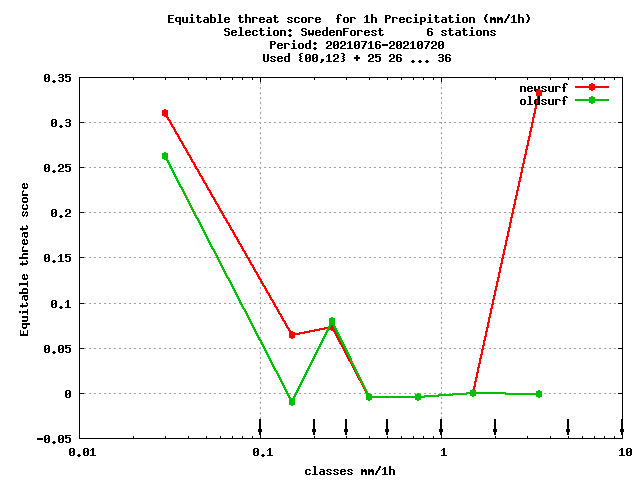 Equitable threat score  for 1h Precipitation (mm/1h)
Selection: SwedenForest      6 stations
Period: 20210716-20210720
Used {00,12} + 25 26 ... 36
newsurf
oldsurf
0.35
0.3
0.25
0.2
0.15
0.1
0.05
0
-0.05
Equitable threat score
0.01
0.1
1
10
classes mm/1h